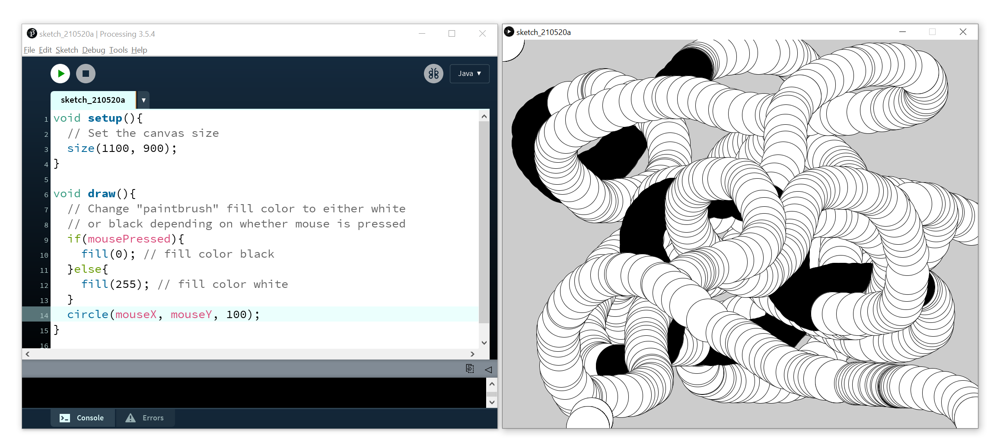 sketch_210520a | Processing 3.5.4
File Edit Sketch Debug Tools Help
Java ▼
sketch_210520a ▼
1 void setup(){
2   // Set the canvas size
3   size(1100, 900);
4 }
5
6 void draw(){
7   // Change "paintbrush" fill color to either white
8   // or black depending on whether mouse is pressed
9   if(mousePressed){
10     fill(0); // fill color black
11   }else{
12     fill(255); // fill color white
13   }
14   circle(mouseX, mouseY, 100);
15 }
16
Console Errors
sketch_210520a